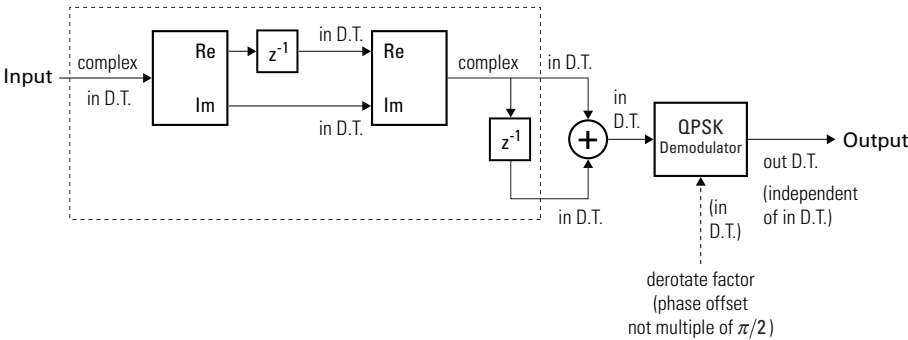 Input
complex
in D.T.
Re
Im
z-1
in D.T.
in D.T.
Re
Im
complex
in D.T.
z-1
in D.T.
+
in
D.T.
QPSK
Demodulator
Output
out D.T.
(independent
of in D.T.)
(in
D.T.)
derotate factor
(phase offset
not multiple of π/2)